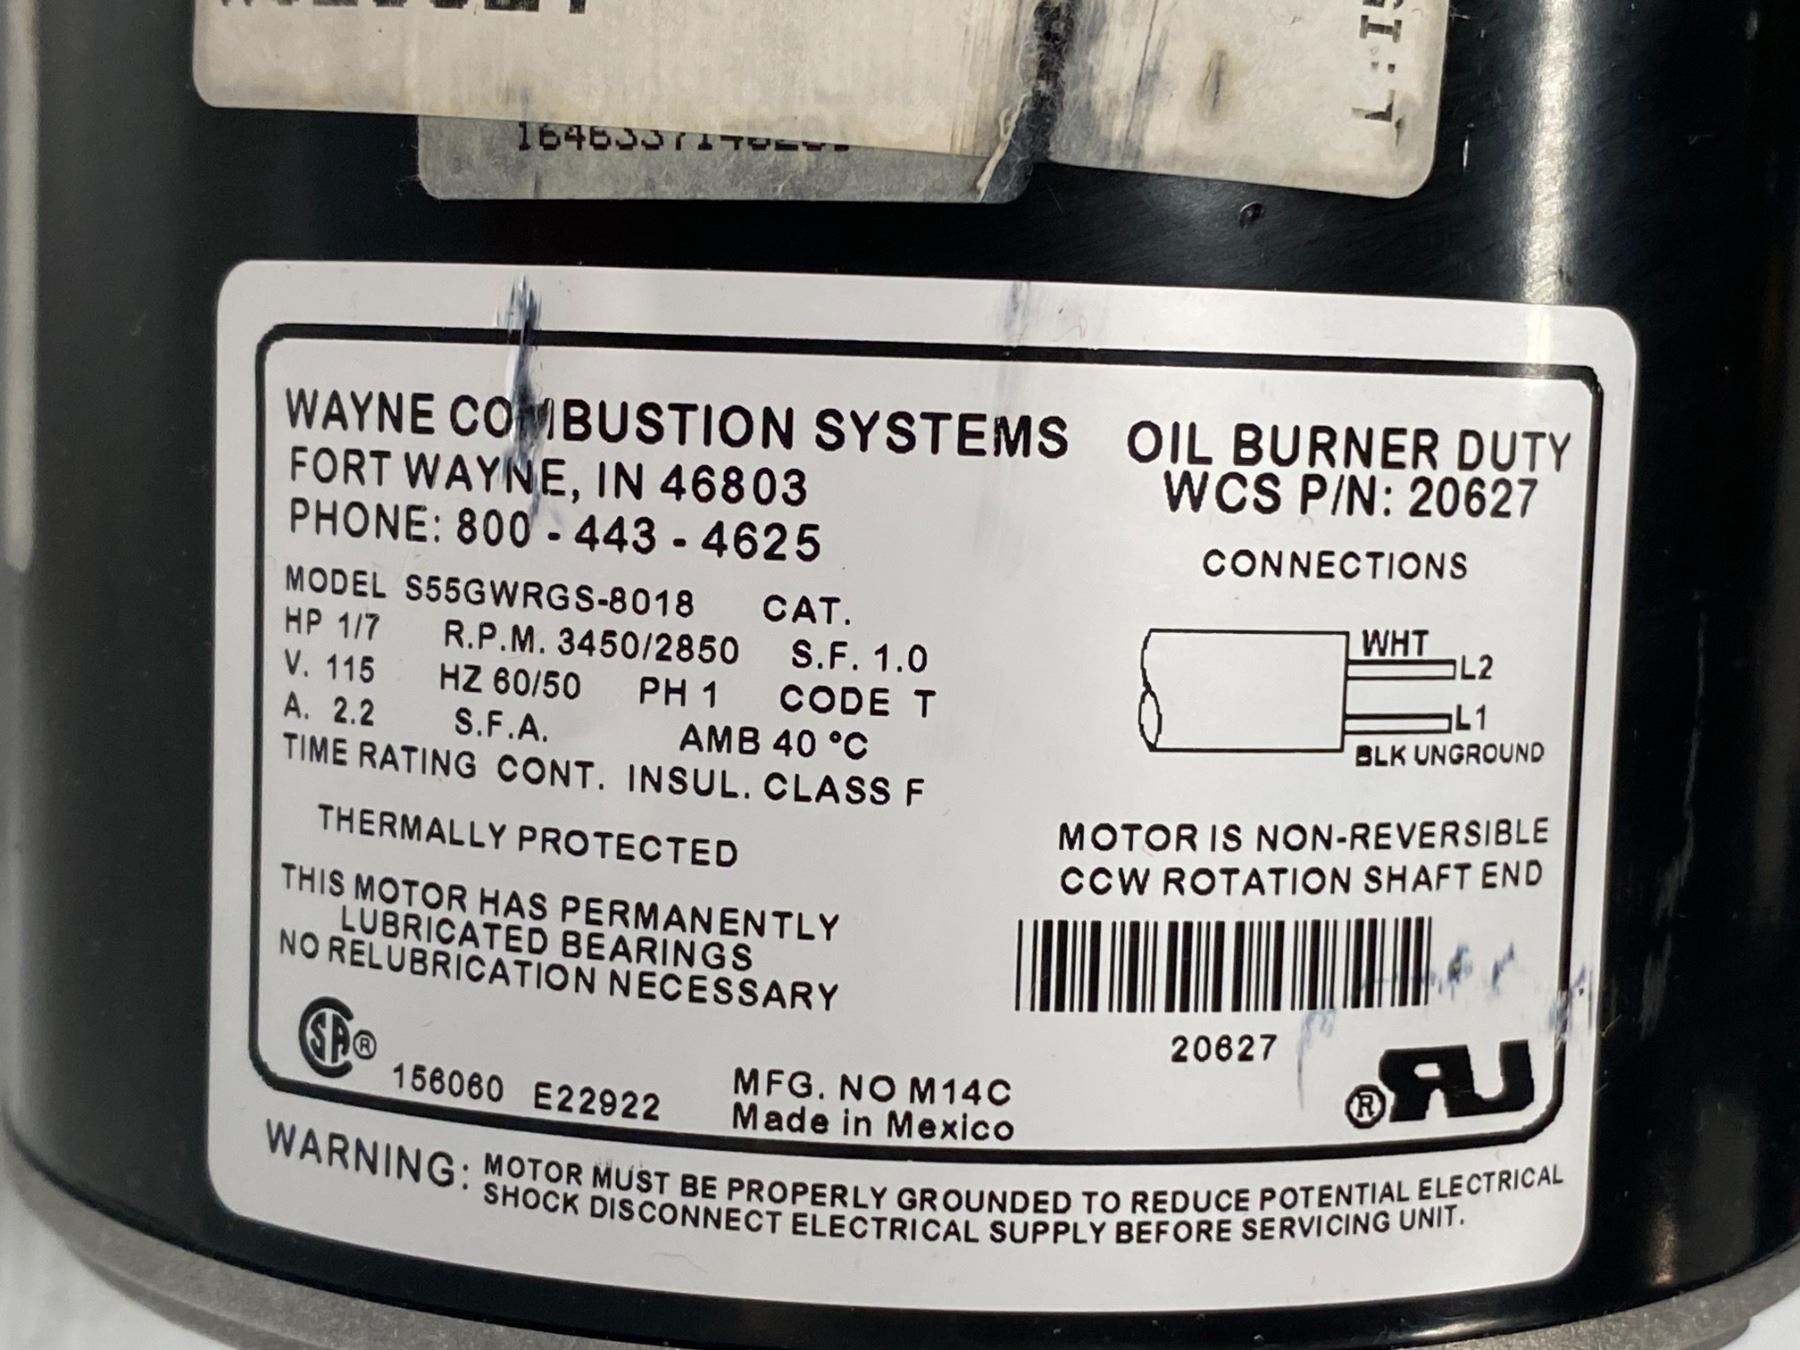 WAYNE COMBUSTION SYSTEMS
FORT WAYNE, IN 46803
PHONE: 800 - 443 - 4625
MODEL S55GWRGS-8018 CAT.
HP 1/7 R.P.M. 3450/2850 S.F. 1.0
V. 115 HZ 60/50 PH 1 CODE T
A. 2.2 S.F.A. AMB 40 °C
TIME RATING CONT. INSUL. CLASS F
THERMALLY PROTECTED
THIS MOTOR HAS PERMANENTLY
LUBRICATED BEARINGS
NO RELUBRICATION NECESSARY
SA ®
156060 E22922
MFG. NO M14C
Made in Mexico
OIL BURNER DUTY
WCS P/N: 20627
CONNECTIONS
WHT
L2
L1
BLK UNGROUND
MOTOR IS NON-REVERSIBLE
CCW ROTATION SHAFT END
20627
® RU
WARNING: MOTOR MUST BE PROPERLY GROUNDED TO REDUCE POTENTIAL ELECTRICAL
SHOCK DISCONNECT ELECTRICAL SUPPLY BEFORE SERVICING UNIT.